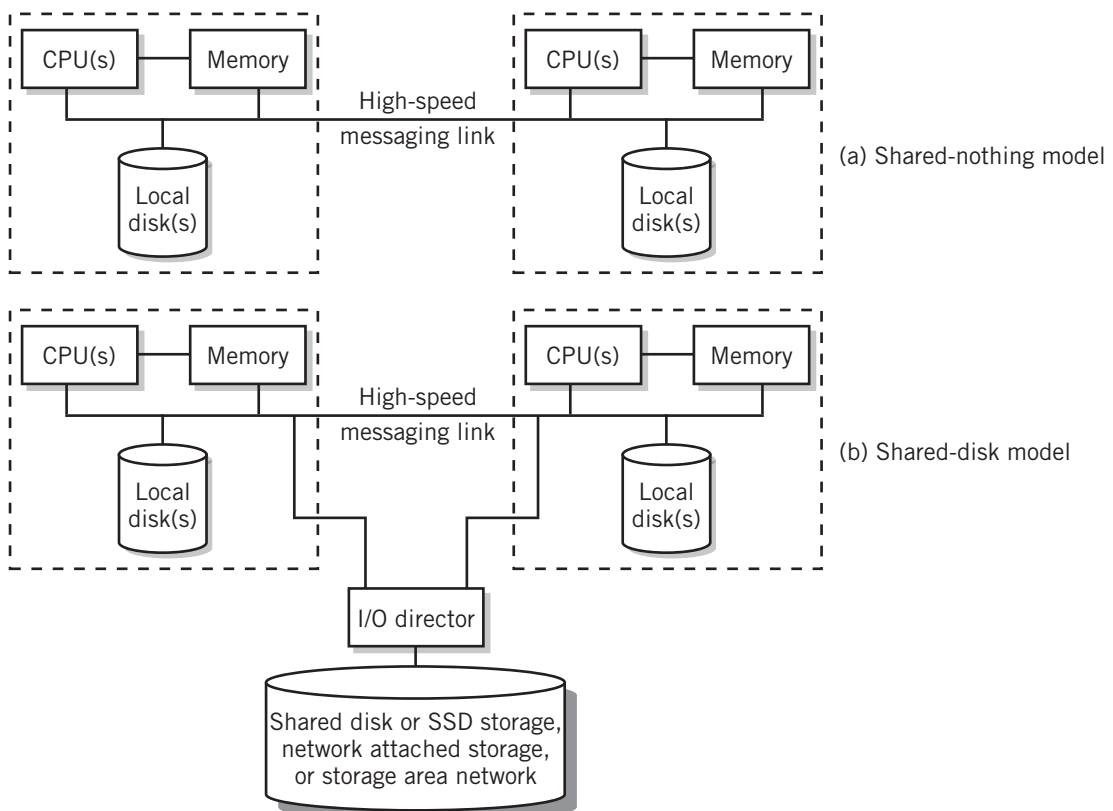 CPU(s)
Memory
CPU(s)
Memory
High-speed
messaging link
(a) Shared-nothing model
Local
disk(s)
Local
disk(s)
CPU(s)
Memory
CPU(s)
Memory
High-speed
messaging link
(b) Shared-disk model
Local
disk(s)
Local
disk(s)
I/O director
Shared disk or SSD storage,
network attached storage,
or storage area network